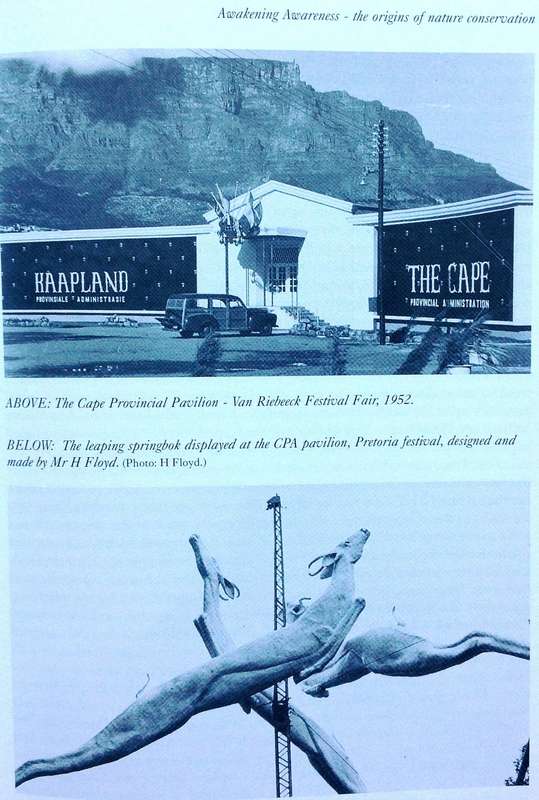 Awakening Awareness - the origins of nature conservation
KAAPLAND
PROVINSIALE ADMINISTRASIE
THE CAPE
PROVINCIAL ADMINISTRATION
ABOVE: The Cape Provincial Pavilion - Van Riebeeck Festival Fair, 1952.
BELOW: The leaping springbok displayed at the CPA pavilion, Pretoria festival, designed and
made by Mr H Floyd. (Photo: H Floyd.)